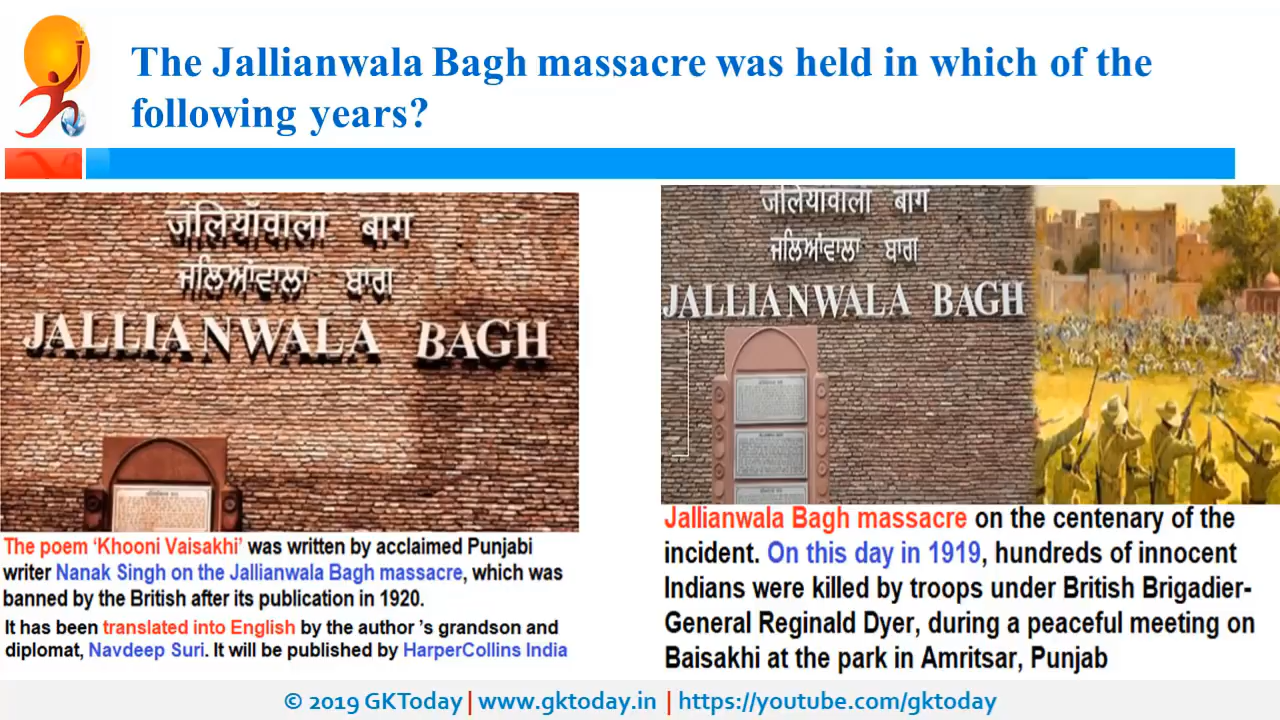 The Jallianwala Bagh massacre was held in which of the
following years?
जलियाँवाला बाग
ਜਲਿਆਂਵਾਲਾ ਬਾਗ਼
JALLIANWALA BAGH
The poem ‘Khooni Vaisakhi’ was written by acclaimed Punjabi
writer Nanak Singh on the Jallianwala Bagh massacre, which was
banned by the British after its publication in 1920.
It has been translated into English by the author ’s grandson and
diplomat, Navdeep Suri. It will be published by HarperCollins India
जलियाँवाला बाग
ਜਲਿਆਂਵਾਲਾ ਬਾਗ਼
JALLIANWALA BAGH
Jallianwala Bagh massacre on the centenary of the
incident. On this day in 1919, hundreds of innocent
Indians were killed by troops under British Brigadier-
General Reginald Dyer, during a peaceful meeting on
Baisakhi at the park in Amritsar, Punjab
© 2019 GKToday | www.gktoday.in | https://youtube.com/gktoday